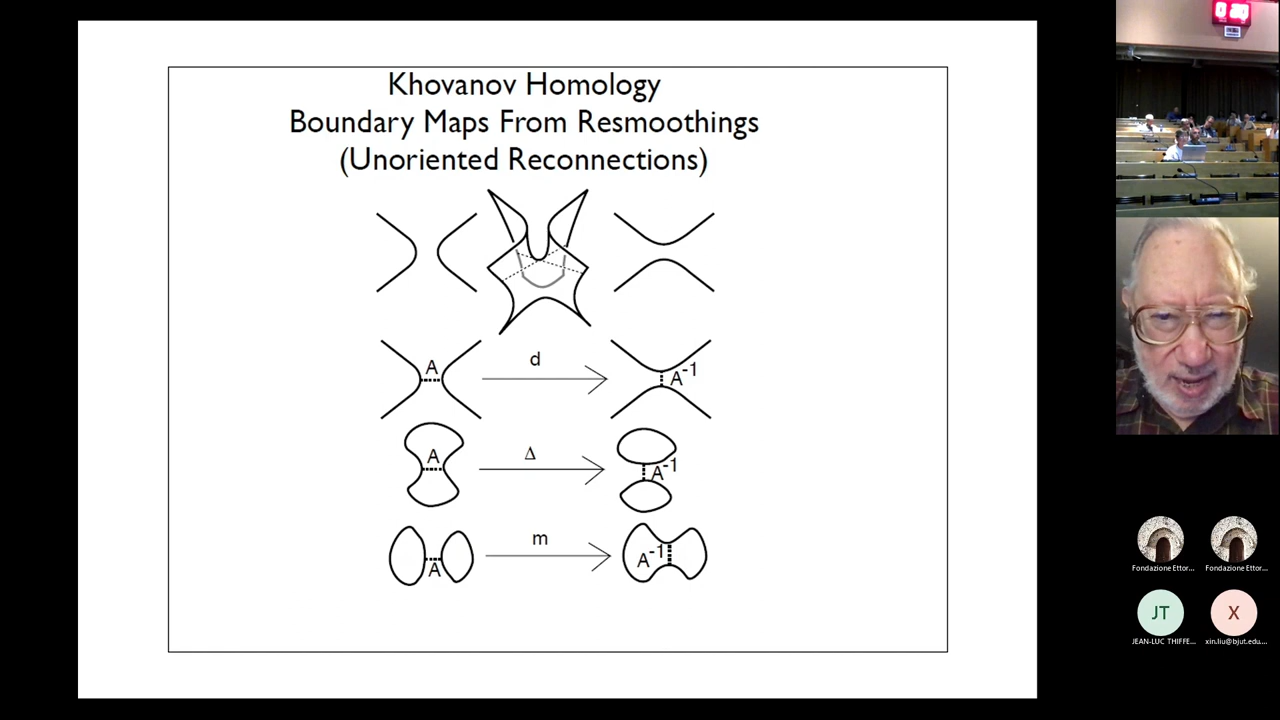 Khovanov Homology
Boundary Maps From Resmoothings
(Unoriented Reconnections)
A d A⁻¹
A Δ A⁻¹
A m A⁻¹
Fondazione Ettor... Fondazione Ettor...
JT X
JEAN-LUC THIFFE... xin.liu@bjut.edu....